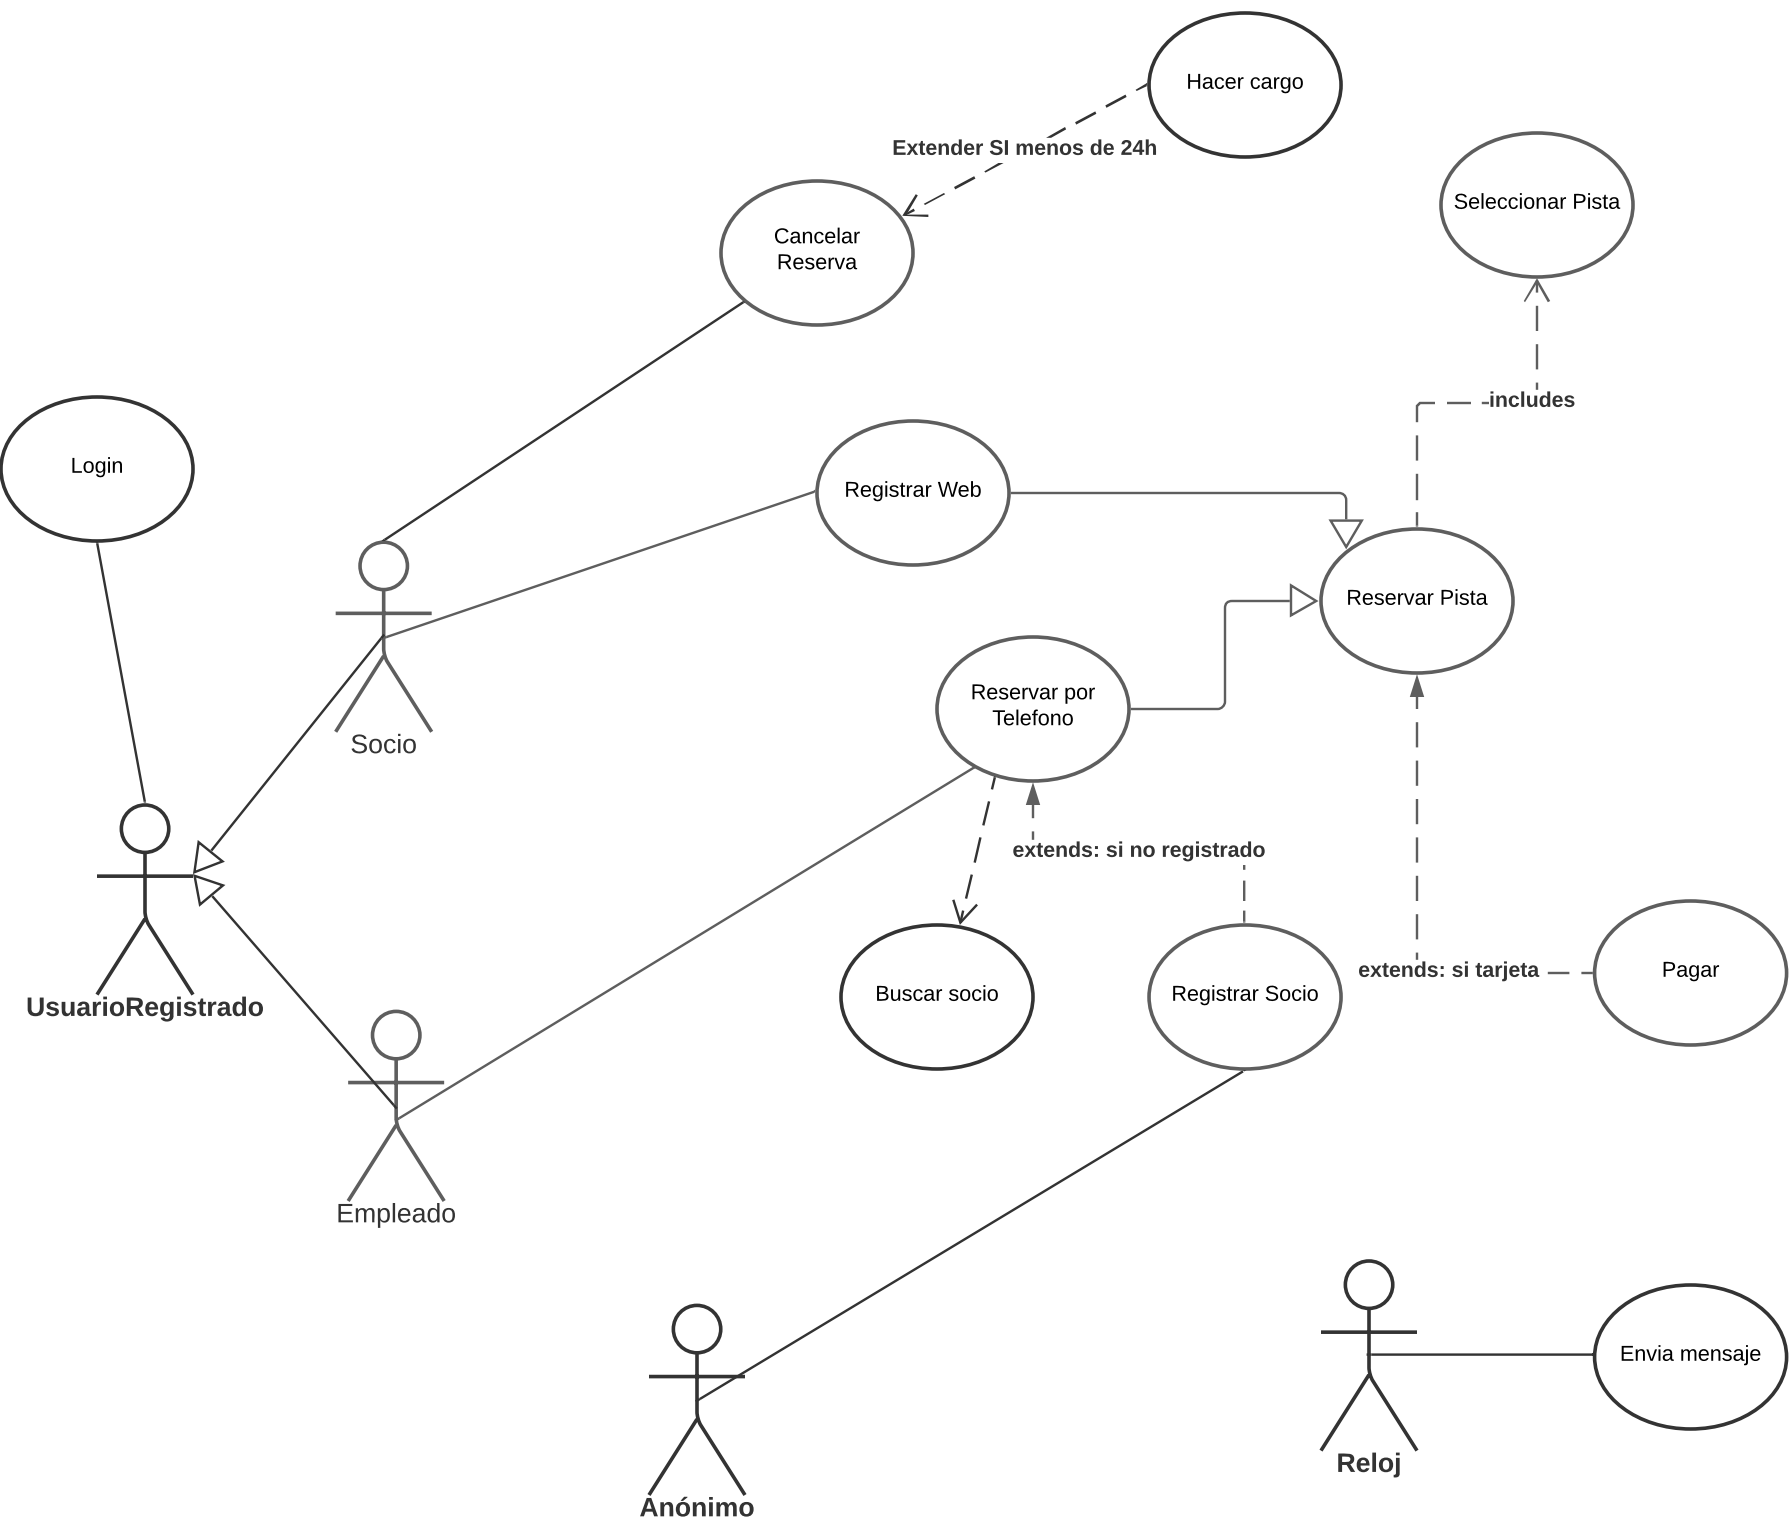 Hacer cargo
Extender SI menos de 24h
Seleccionar Pista
Cancelar
Reserva
includes
Login
Registrar Web
Reservar Pista
Reservar por
Telefono
Socio
extends: si no registrado
UsuarioRegistrado
Buscar socio
Registrar Socio
extends: si tarjeta
Pagar
Empleado
Envia mensaje
Reloj
Anónimo